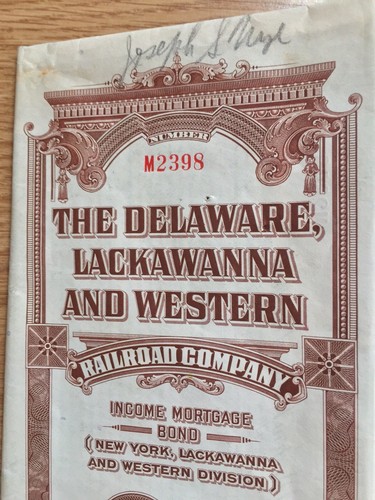 Joseph S
NUMBER
M2398
THE DELAWARE,
LACKAWANNA
AND WESTERN
RAILROAD COMPANY
INCOME MORTGAGE
BOND
(NEW YORK, LACKAWANNA
AND WESTERN DIVISION)